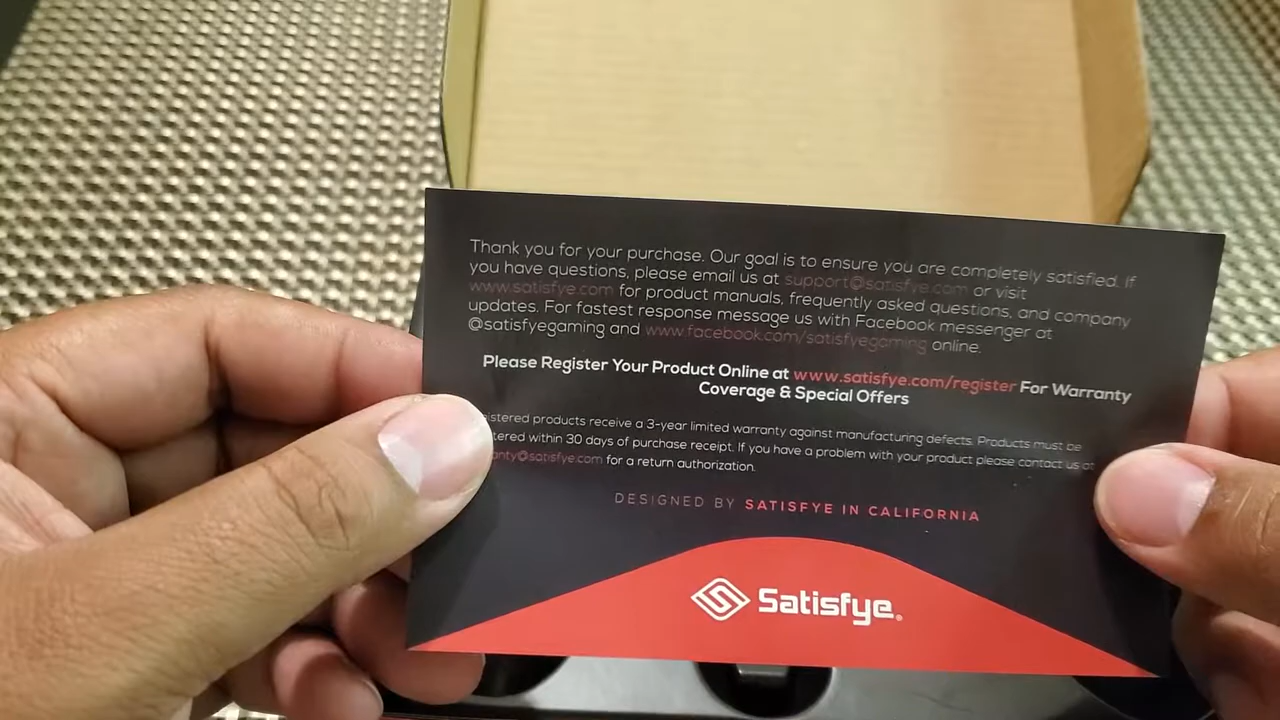 Thank you for your purchase. Our goal is to ensure you are completely satisfied. If
you have questions, please email us at support@satisfye.com or visit
www.satisfye.com for product manuals, frequently asked questions, and company
updates. For fastest response message us with Facebook messenger at
@satisfyegaming and www.facebook.com/satisfyegaming online.
Please Register Your Product Online at www.satisfye.com/register For Warranty
Coverage & Special Offers
istered products receive a 3-year limited warranty against manufacturing defects. Products must be
tered within 30 days of purchase receipt. If you have a problem with your product please contact us at
anty@satisfye.com for a return authorization.
DESIGNED BY SATISFYE IN CALIFORNIA
Satisfye®